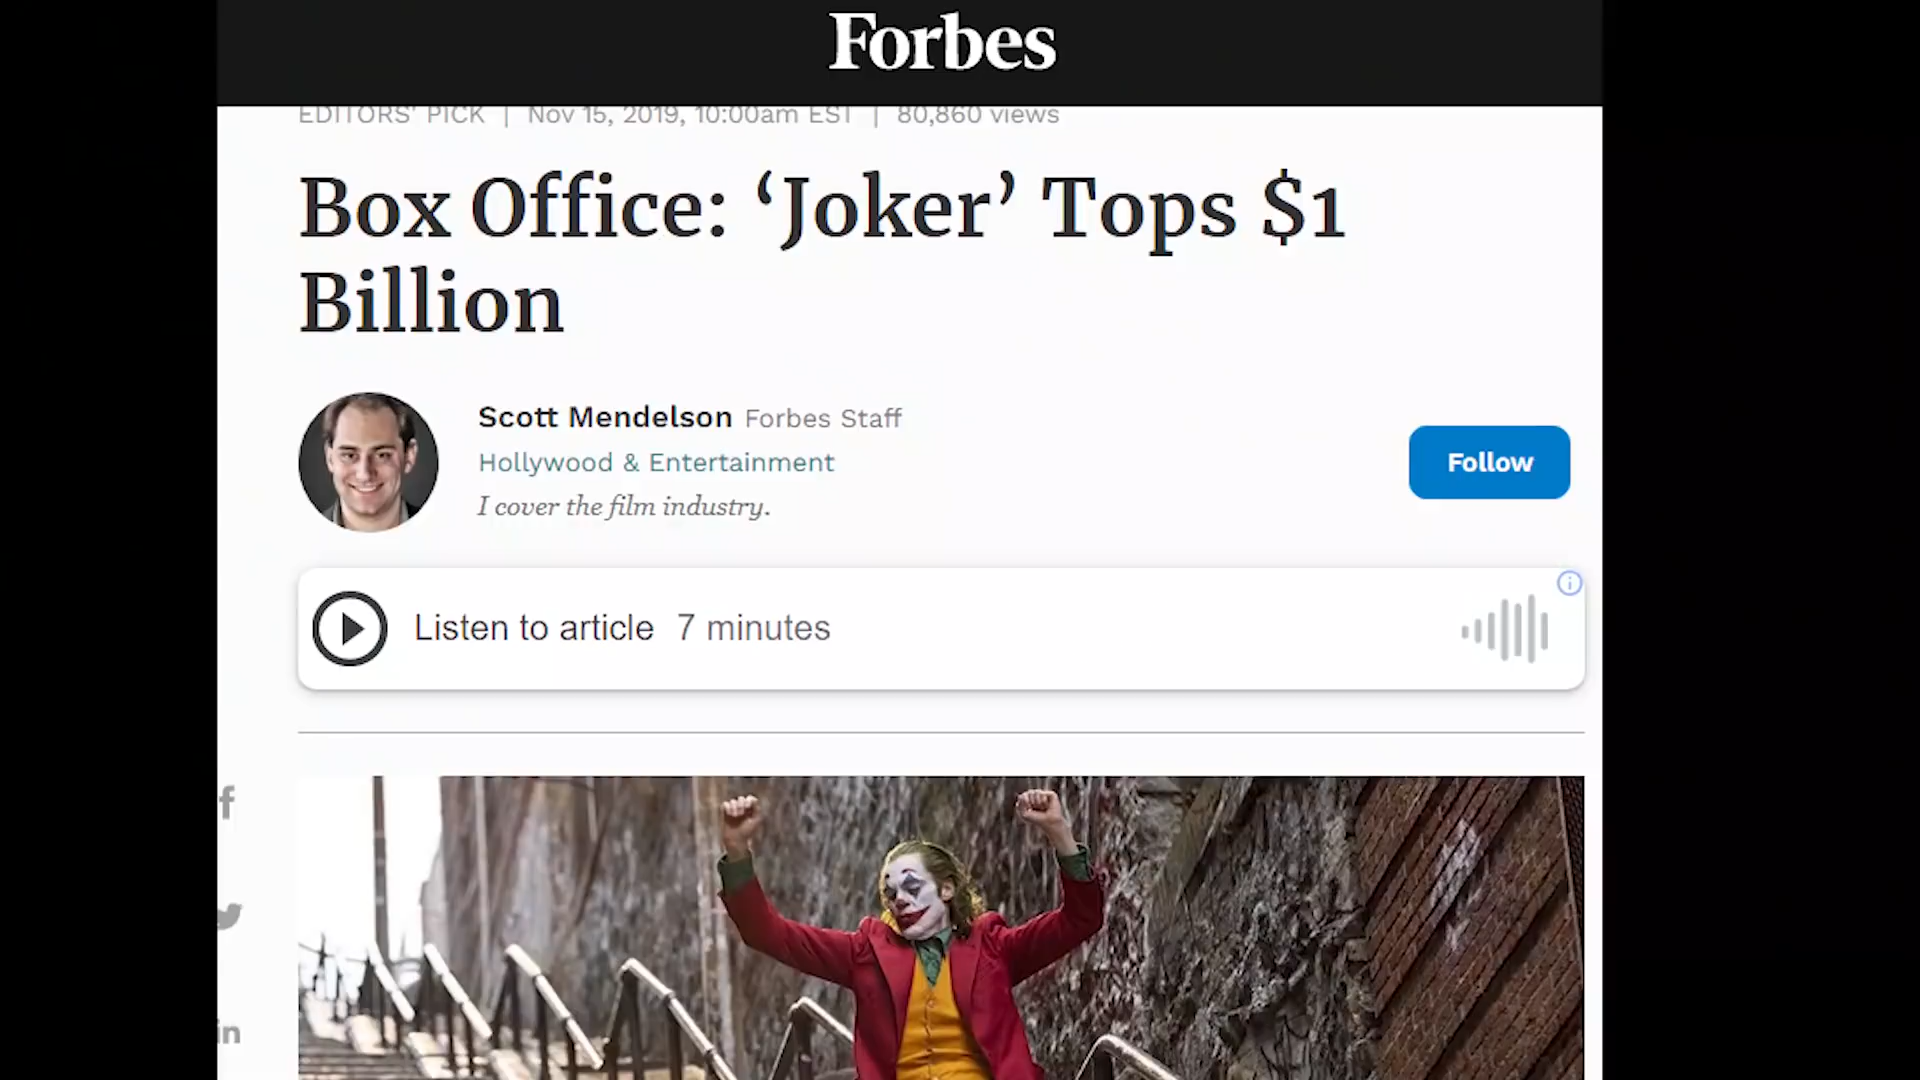 Forbes
EDITORS' PICK | Nov 15, 2019, 10:00am EST | 80,860 views
Box Office: ‘Joker’ Tops $1
Billion
Scott Mendelson Forbes Staff
Hollywood & Entertainment
I cover the film industry.
Follow
Listen to article 7 minutes
f
in